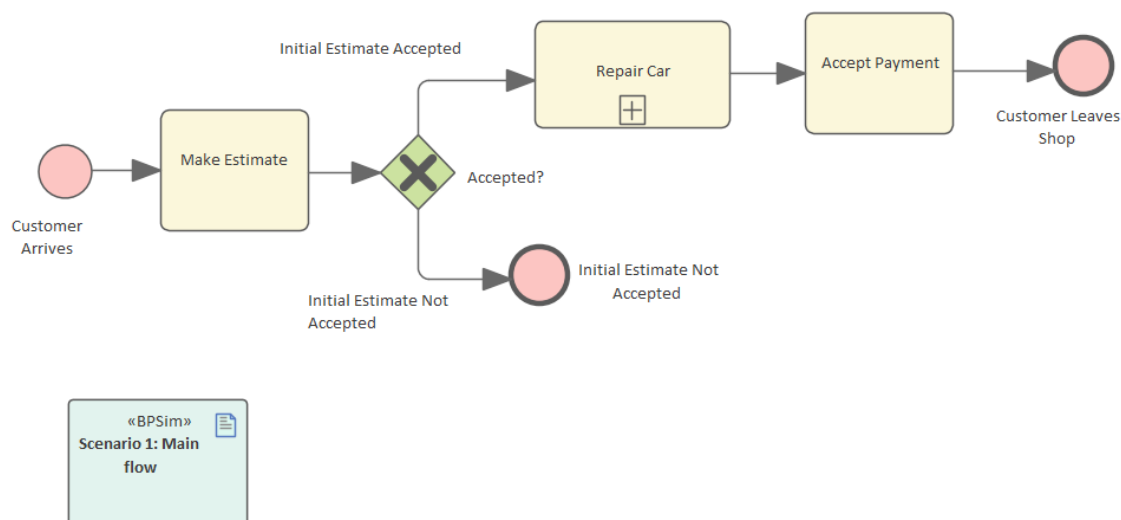 Initial Estimate Accepted
Repair Car
Accept Payment
Customer Leaves
Shop
Make Estimate
Accepted?
Customer
Arrives
Initial Estimate Not
Accepted
Initial Estimate Not
Accepted
«BPSim»
Scenario 1: Main
flow